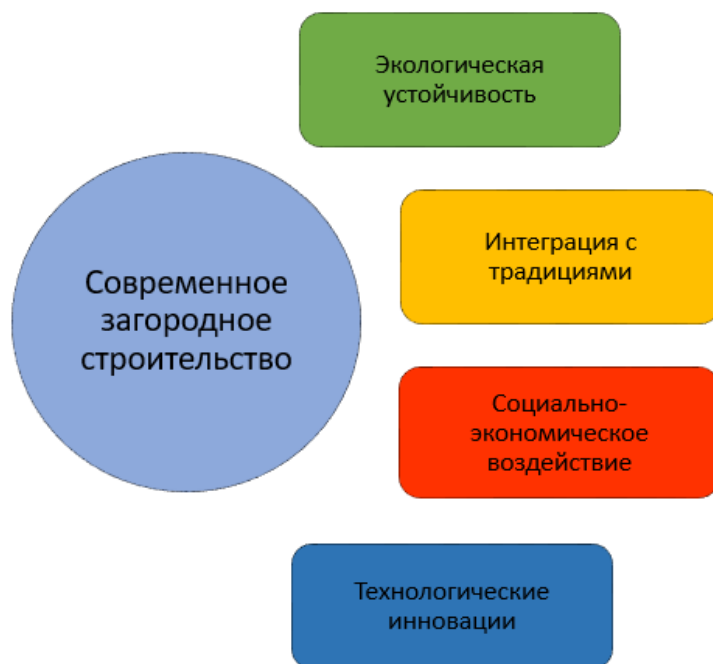 Экологическая
устойчивость
Интеграция с
традициями
Современное
загородное
строительство
Социально-
экономическое
воздействие
Технологические
инновации